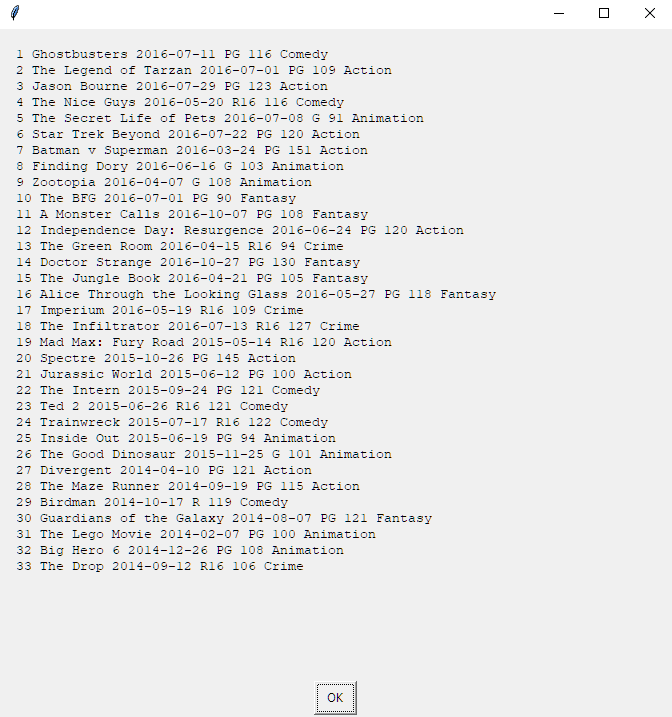 1 Ghostbusters 2016-07-11 PG 116 Comedy
2 The Legend of Tarzan 2016-07-01 PG 109 Action
3 Jason Bourne 2016-07-29 PG 123 Action
4 The Nice Guys 2016-05-20 R16 116 Comedy
5 The Secret Life of Pets 2016-07-08 G 91 Animation
6 Star Trek Beyond 2016-07-22 PG 120 Action
7 Batman v Superman 2016-03-24 PG 151 Action
8 Finding Dory 2016-06-16 G 103 Animation
9 Zootopia 2016-04-07 G 108 Animation
10 The BFG 2016-07-01 PG 90 Fantasy
11 A Monster Calls 2016-10-07 PG 108 Fantasy
12 Independence Day: Resurgence 2016-06-24 PG 120 Action
13 The Green Room 2016-04-15 R16 94 Crime
14 Doctor Strange 2016-10-27 PG 130 Fantasy
15 The Jungle Book 2016-04-21 PG 105 Fantasy
16 Alice Through the Looking Glass 2016-05-27 PG 118 Fantasy
17 Imperium 2016-05-19 R16 109 Crime
18 The Infiltrator 2016-07-13 R16 127 Crime
19 Mad Max: Fury Road 2015-05-14 R16 120 Action
20 Spectre 2015-10-26 PG 145 Action
21 Jurassic World 2015-06-12 PG 100 Action
22 The Intern 2015-09-24 PG 121 Comedy
23 Ted 2 2015-06-26 R16 121 Comedy
24 Trainwreck 2015-07-17 R16 122 Comedy
25 Inside Out 2015-06-19 PG 94 Animation
26 The Good Dinosaur 2015-11-25 G 101 Animation
27 Divergent 2014-04-10 PG 121 Action
28 The Maze Runner 2014-09-19 PG 115 Action
29 Birdman 2014-10-17 R 119 Comedy
30 Guardians of the Galaxy 2014-08-07 PG 121 Fantasy
31 The Lego Movie 2014-02-07 PG 100 Animation
32 Big Hero 6 2014-12-26 PG 108 Animation
33 The Drop 2014-09-12 R16 106 Crime
OK